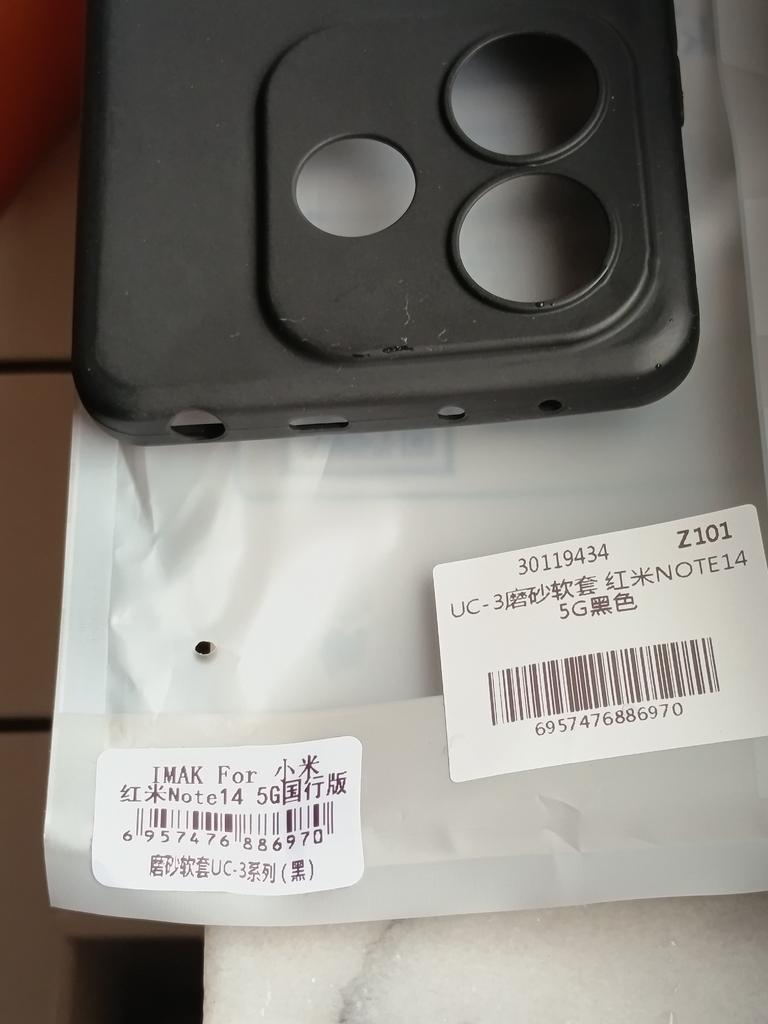 30119434
Z101
UC-3磨砂软套 红米NOTE14
5G黑色
6957476886970
IMAK For 小米
红米Note14 5G国行版
6 957476 886970
磨砂软套UC-3系列(黑)